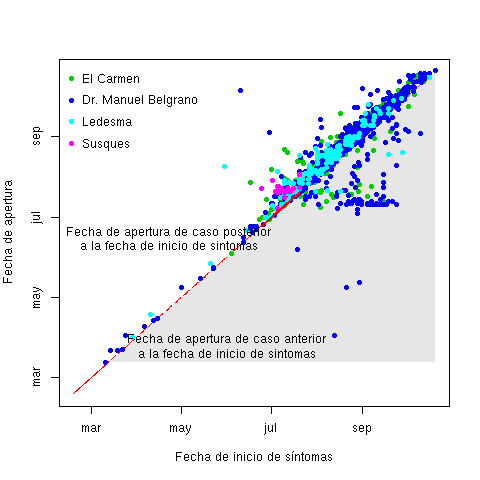 El Carmen
Dr. Manuel Belgrano
Ledesma
Susques
Fecha de apertura de caso posterior
a la fecha de inicio de sintomas
Fecha de apertura de caso anterior
a la fecha de inicio de sintomas
Fecha de apertura
mar
may
jul
sep
mar
may
jul
sep
Fecha de inicio de síntomas